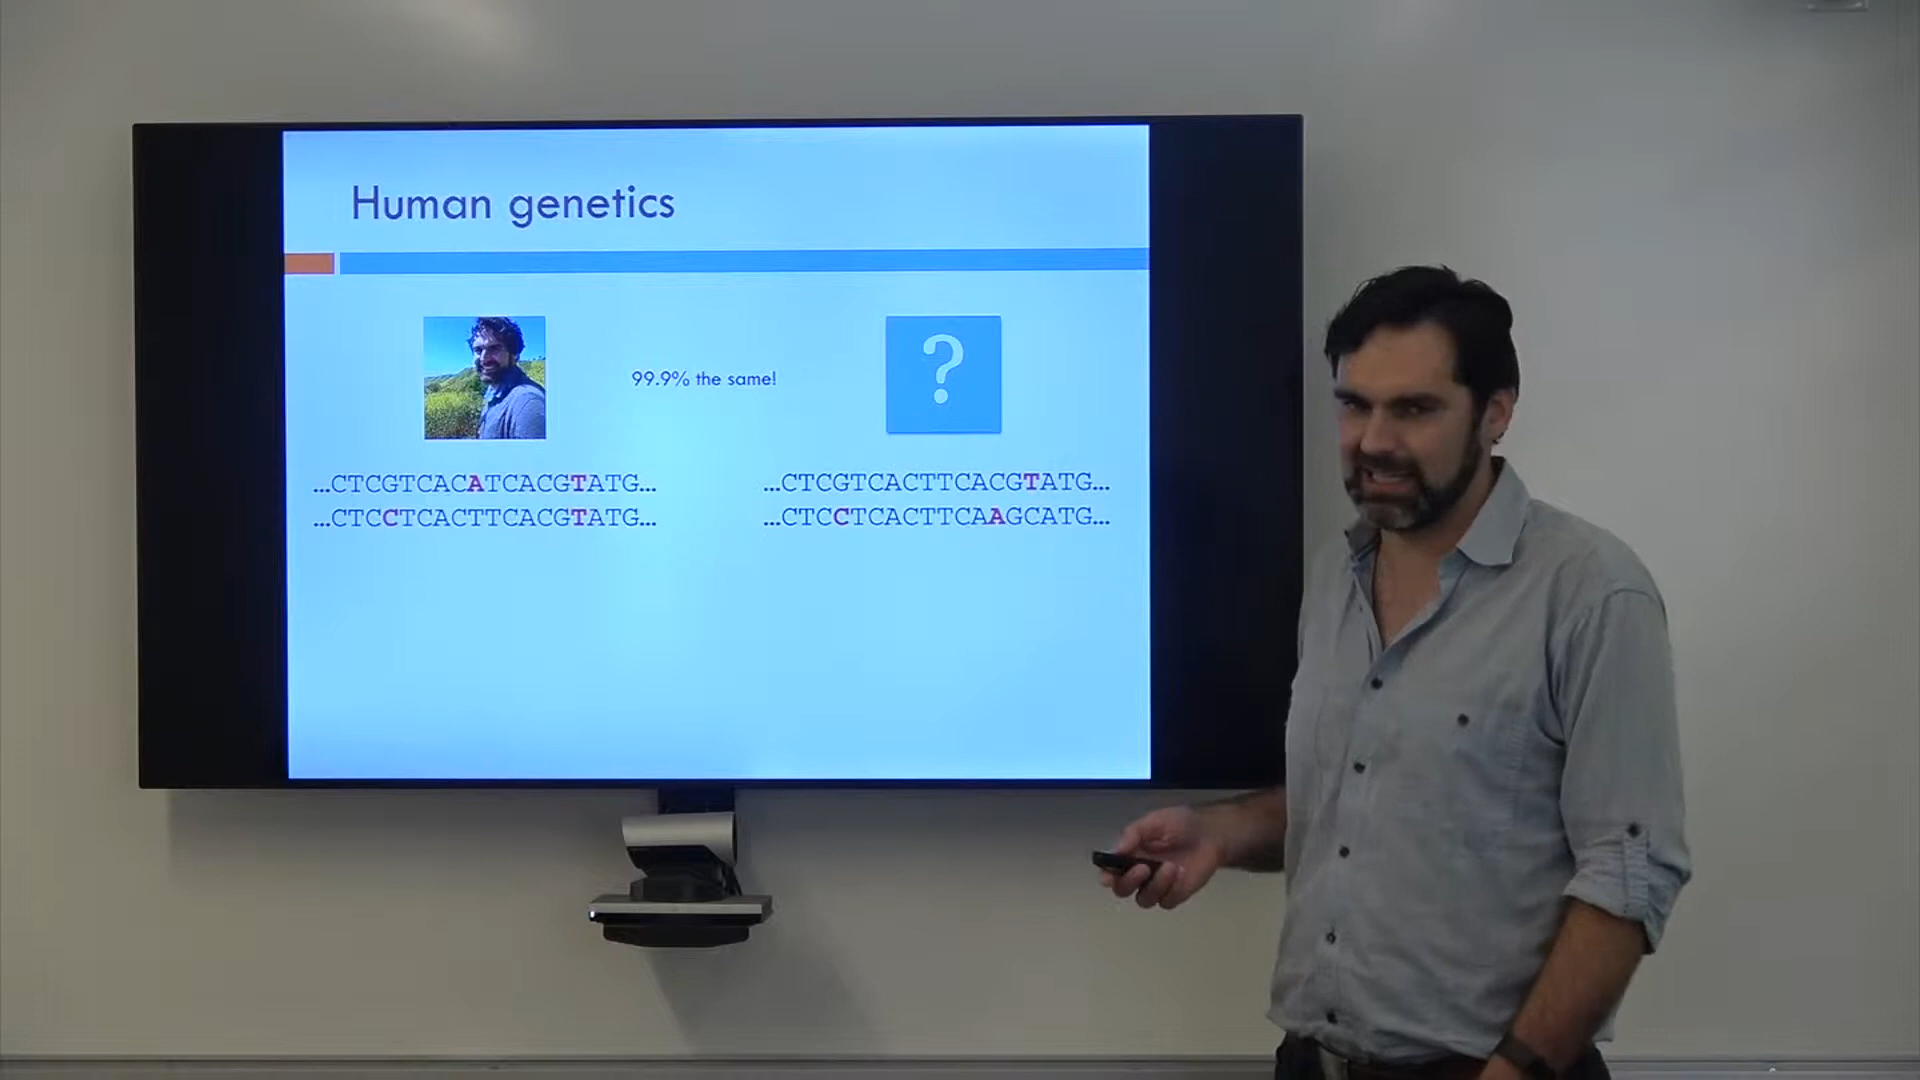 Human genetics
99.9% the same!
?
...CTCGTCACATCACGTATG...
...CTCCTCACTTCACGTATG...
...CTCGTCACTTCACGTATG...
...CTCCTCACTTCAAGCATG...